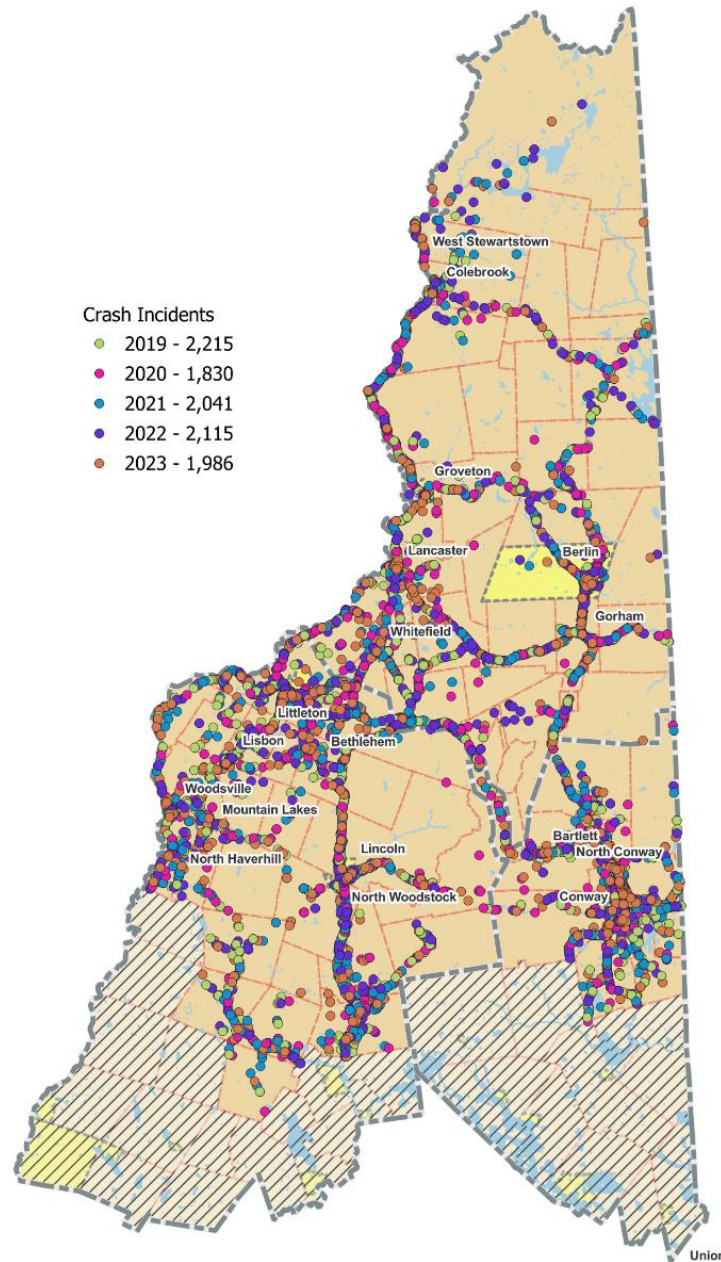 West Stewartstown
Colebrook
Crash Incidents
2019 - 2,215
2020 - 1,830
2021 - 2,041
2022 - 2,115
2023 - 1,986
Groveton
Lancaster
Berlin
Gorham
Whitefield
Littleton
Lisbon
Bethlehem
Woodsville
Mountain Lakes
Bartlett
Lincoln
North Conway
North Haverhill
North Woodstock
Conway
Union